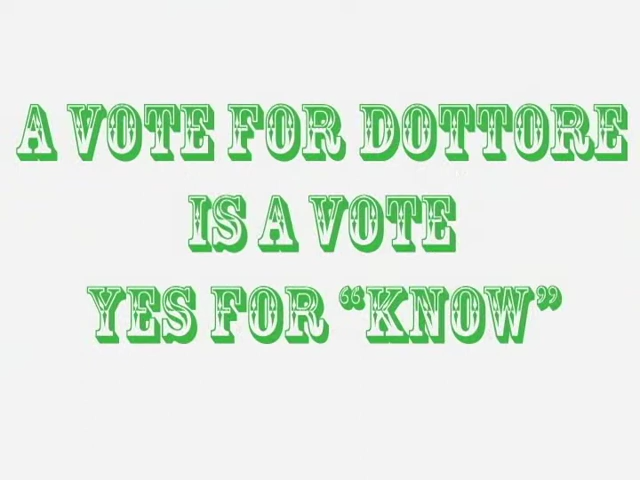 A VOTE FOR DOTTORE
IS A VOTE
YES FOR “KNOW”